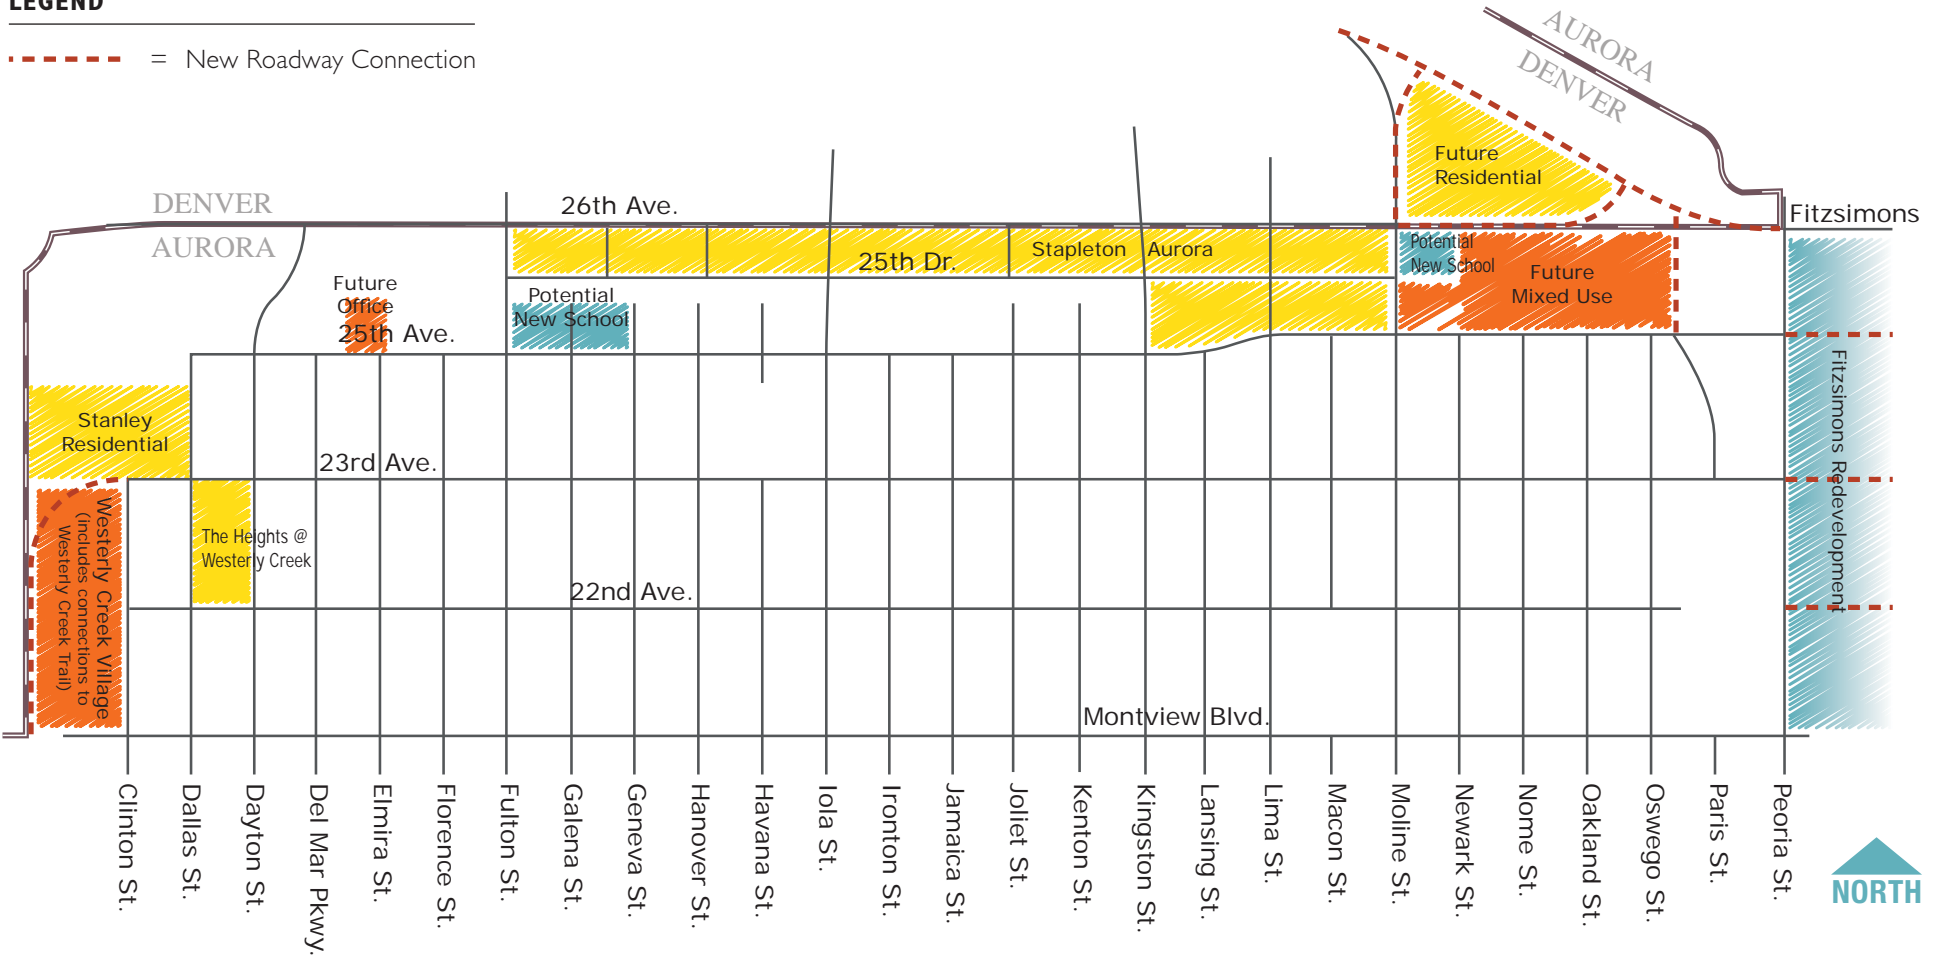 LEGEND
= New Roadway Connection
AURORA
DENVER
DENVER
AURORA
26th Ave.
Fitzsimons
Future
Residential
Stapleton Aurora
25th Dr.
Potential
New School
Future
Mixed Use
Future
Office
25th Ave.
Potential
New School
Stanley
Residential
23rd Ave.
The Heights @
Westerly Creek
Westerly Creek Village
(includes connections to
Westerly Creek Trail)
22nd Ave.
Fitzsimons Redevelopment
Montview Blvd.
Clinton St.
Dallas St.
Dayton St.
Del Mar Pkwy.
Elmira St.
Florence St.
Fulton St.
Galena St.
Geneva St.
Hanover St.
Havana St.
Iola St.
Ironton St.
Jamaica St.
Joliet St.
Kenton St.
Kingston St.
Lansing St.
Lima St.
Macon St.
Moline St.
Newark St.
Nome St.
Oakland St.
Oswego St.
Paris St.
Peoria St.
NORTH